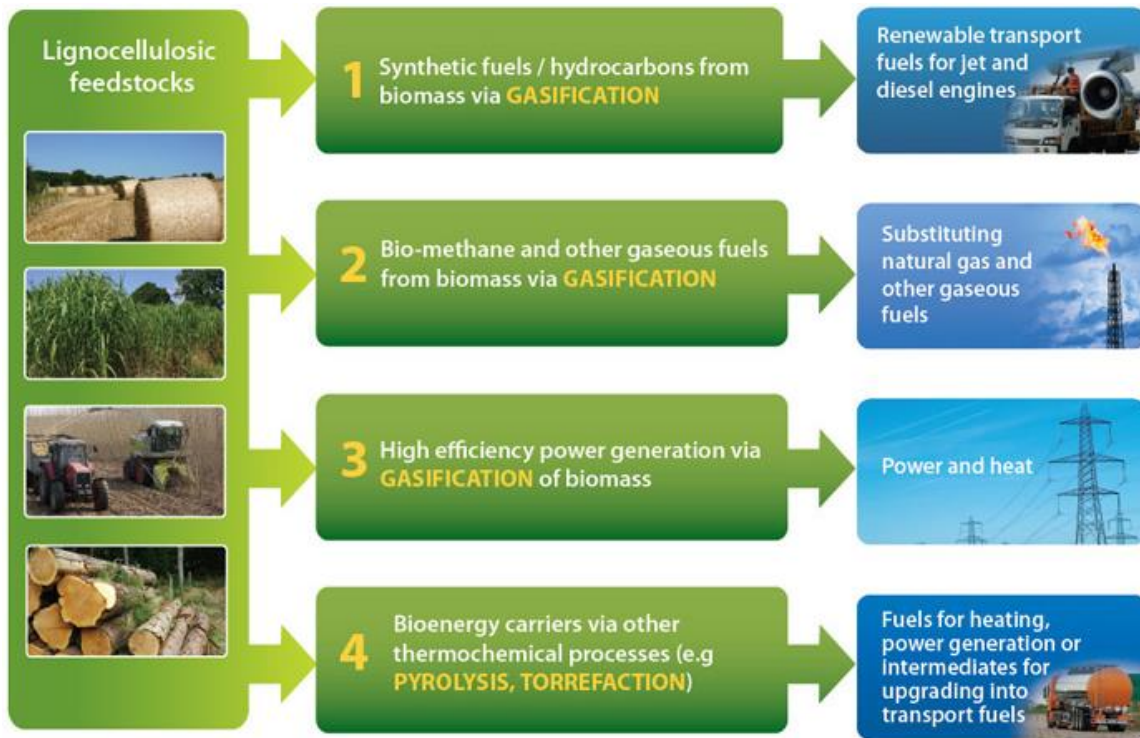 Lignocellulosic
feedstocks
1 Synthetic fuels / hydrocarbons from
biomass via GASIFICATION
Renewable transport
fuels for jet and
diesel engines
2 Bio-methane and other gaseous fuels
from biomass via GASIFICATION
Substituting
natural gas and
other gaseous
fuels
3 High efficiency power generation via
GASIFICATION of biomass
Power and heat
4 Bioenergy carriers via other
thermochemical processes (e.g
PYROLYSIS, TORREFACTION)
Fuels for heating,
power generation or
intermediates for
upgrading into
transport fuels